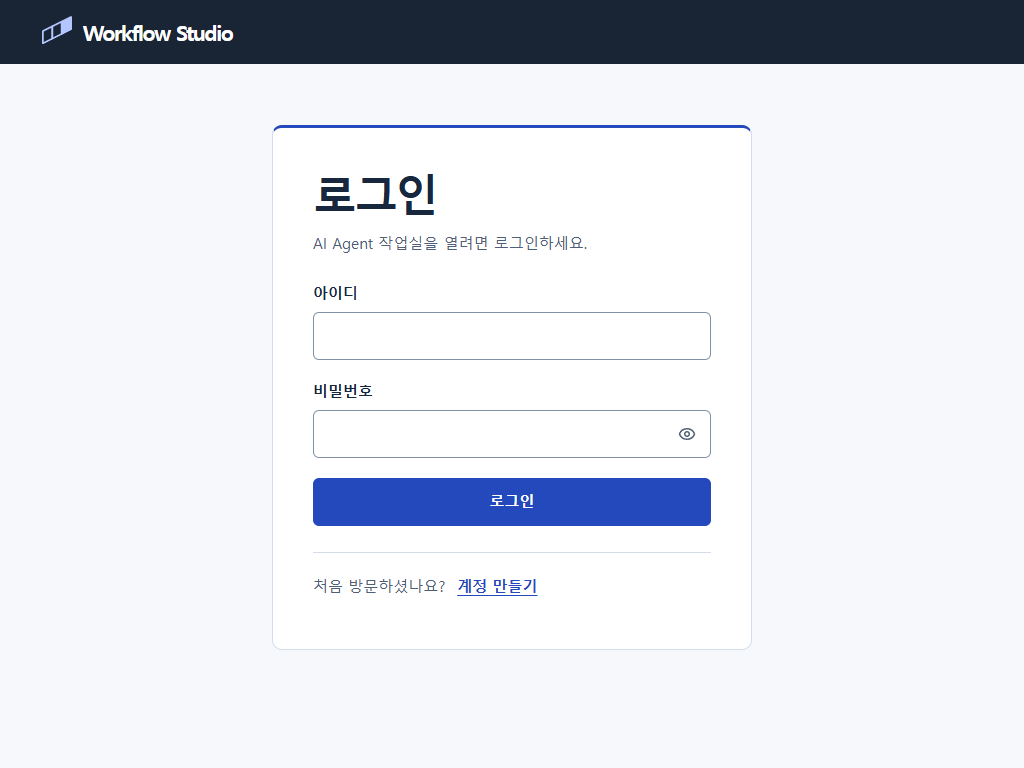 Workflow Studio
로그인
AI Agent 작업실을 열려면 로그인하세요.
아이디
비밀번호
로그인
처음 방문하셨나요? 계정 만들기